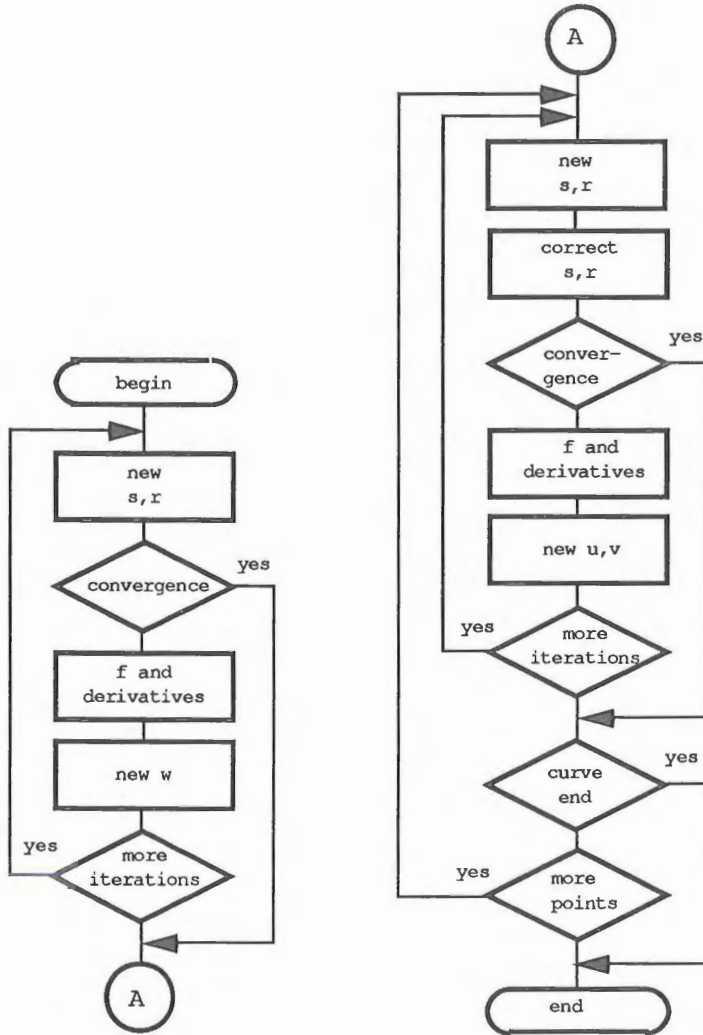 begin
new
s,r
convergence
yes
f and
derivatives
new w
yes
more
iterations
A
A
new
s,r
correct
s,r
yes
conver-
gence
f and
derivatives
new u,v
yes
more
iterations
curve
end
yes
yes
more
points
end